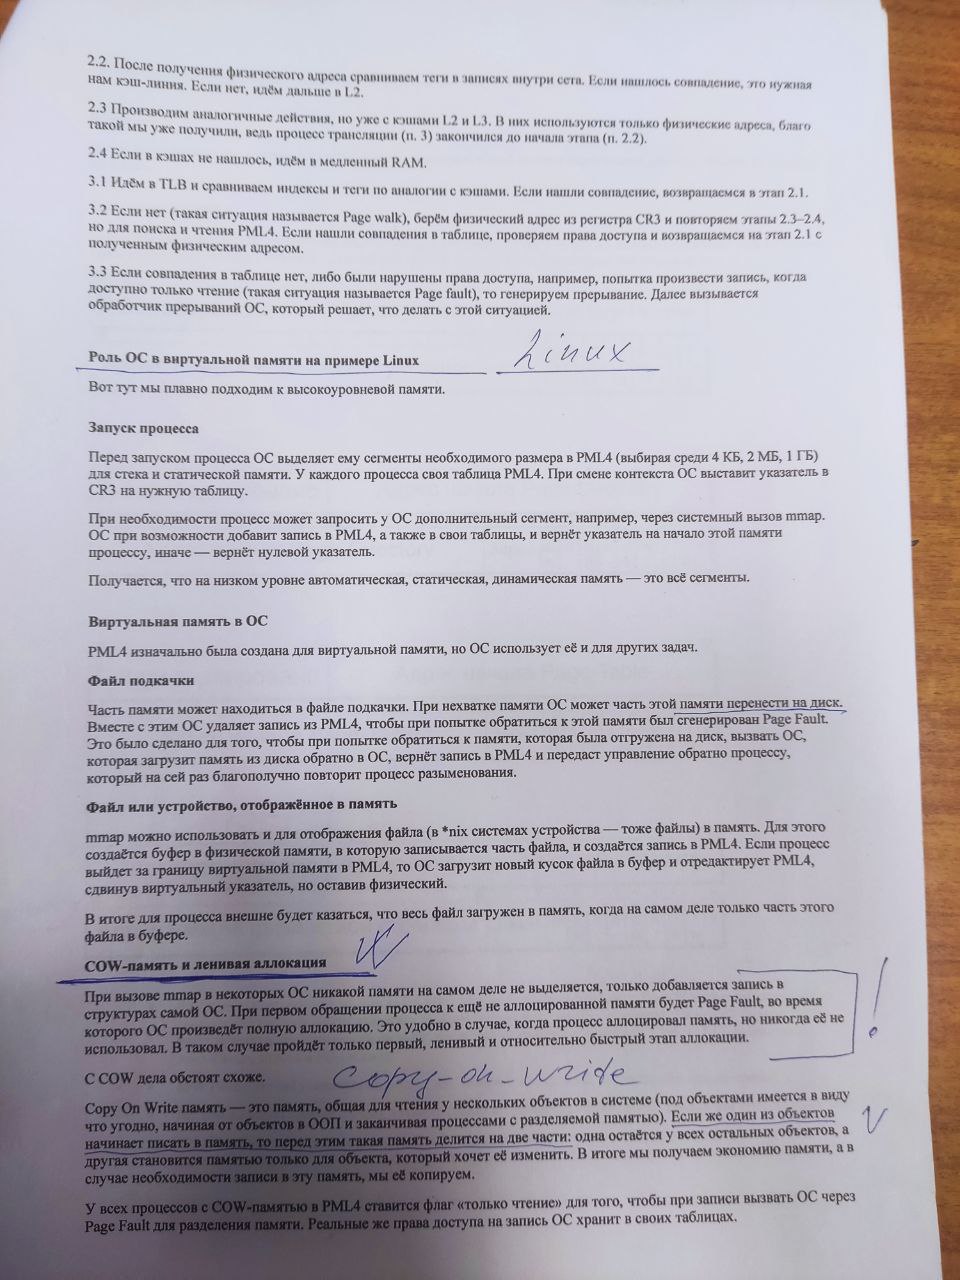 2.2. После получения физического адреса сравниваем теги в записях внутри сета. Если нашлось совпадение, это нужная
нам кэш-линия. Если нет, идём дальше в L2.
2.3 Производим аналогичные действия, но уже с кэшами L2 и L3. В них используются только физические адреса, благо
такой мы уже получили, ведь процесс трансляции (п. 3) закончился до начала этапа (п. 2.2).
2.4 Если в кэшах не нашлось, идём в медленный RAM.
3.1 Идём в TLB и сравниваем индексы и теги по аналогии с кэшами. Если нашли совпадение, возвращаемся в этап 2.1.
3.2 Если нет (такая ситуация называется Page walk), берём физический адрес из регистра CR3 и повторяем этапы 2.3–2.4,
но для поиска и чтения PML4. Если нашли совпадения в таблице, проверяем права доступа и возвращаемся на этап 2.1 с
полученным физическим адресом.
3.3 Если совпадения в таблице нет, либо были нарушены права доступа, например, попытка произвести запись, когда
доступно только чтение (такая ситуация называется Page fault), то генерируем прерывание. Далее вызывается
обработчик прерываний ОС, который решает, что делать с этой ситуацией.
Роль ОС в виртуальной памяти на примере Linux Linux
Вот тут мы плавно подходим к высокоуровневой памяти.
Запуск процесса
Перед запуском процесса ОС выделяет ему сегменты необходимого размера в PML4 (выбирая среди 4 КБ, 2 МБ, 1 ГБ)
для стека и статической памяти. У каждого процесса своя таблица PML4. При смене контекста ОС выставит указатель в
CR3 на нужную таблицу.
При необходимости процесс может запросить у ОС дополнительный сегмент, например, через системный вызов mmap.
ОС при возможности добавит запись в PML4, а также в свои таблицы, и вернёт указатель на начало этой памяти
процессу, иначе — вернёт нулевой указатель.
Получается, что на низком уровне автоматическая, статическая, динамическая память — это всё сегменты.
Виртуальная память в ОС
PML4 изначально была создана для виртуальной памяти, но ОС использует её и для других задач.
Файл подкачки
Часть памяти может находиться в файле подкачки. При нехватке памяти ОС может часть этой памяти перенести на диск.
Вместе с этим ОС удаляет запись из PML4, чтобы при попытке обратиться к этой памяти был сгенерирован Page Fault.
Это было сделано для того, чтобы при попытке обратиться к памяти, которая была отгружена на диск, вызвать ОС,
которая загрузит память из диска обратно в ОС, вернёт запись в PML4 и передаст управление обратно процессу,
который на сей раз благополучно повторит процесс разыменования.
Файл или устройство, отображённое в память
mmap можно использовать и для отображения файла (в *nix системах устройства — тоже файлы) в память. Для этого
создаётся буфер в физической памяти, в которую записывается часть файла, и создаётся запись в PML4. Если процесс
выйдет за границу виртуальной памяти в PML4, то ОС загрузит новый кусок файла в буфер и отредактирует PML4,
сдвинув виртуальный указатель, но оставив физический.
В итоге для процесса внешне будет казаться, что весь файл загружен в память, когда на самом деле только часть этого
файла в буфере.
COW-память и ленивая аллокация
При вызове mmap в некоторых ОС никакой памяти на самом деле не выделяется, только добавляется запись в
структурах самой ОС. При первом обращении процесса к ещё не аллоцированной памяти будет Page Fault, во время
которого ОС произведёт полную аллокацию. Это удобно в случае, когда процесс аллоцировал память, но никогда её не
использовал. В таком случае пройдёт только первый, ленивый и относительно быстрый этап аллокации.
!
С COW дела обстоят схоже. Copy-on-write
Copy On Write память — это память, общая для чтения у нескольких объектов в системе (под объектами имеется в виду
что угодно, начиная от объектов в ООП и заканчивая процессами с разделяемой памятью). Если же один из объектов
начинает писать в память, то перед этим такая память делится на две части: одна остаётся у всех остальных объектов, а
другая становится памятью только для объекта, который хочет её изменить. В итоге мы получаем экономию памяти, а в
случае необходимости записи в эту память, мы её копируем.
У всех процессов с COW-памятью в PML4 ставится флаг «только чтение» для того, чтобы при записи вызвать ОС через
Page Fault для разделения памяти. Реальные же права доступа на запись ОС хранит в своих таблицах.